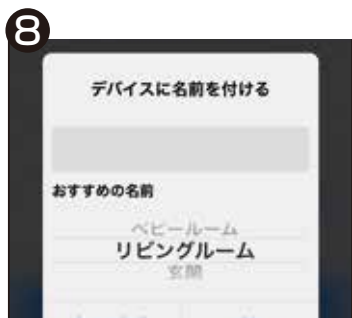 8
デバイスに名前を付ける
おすすめの名前
ベビールーム
リビングルーム
玄関